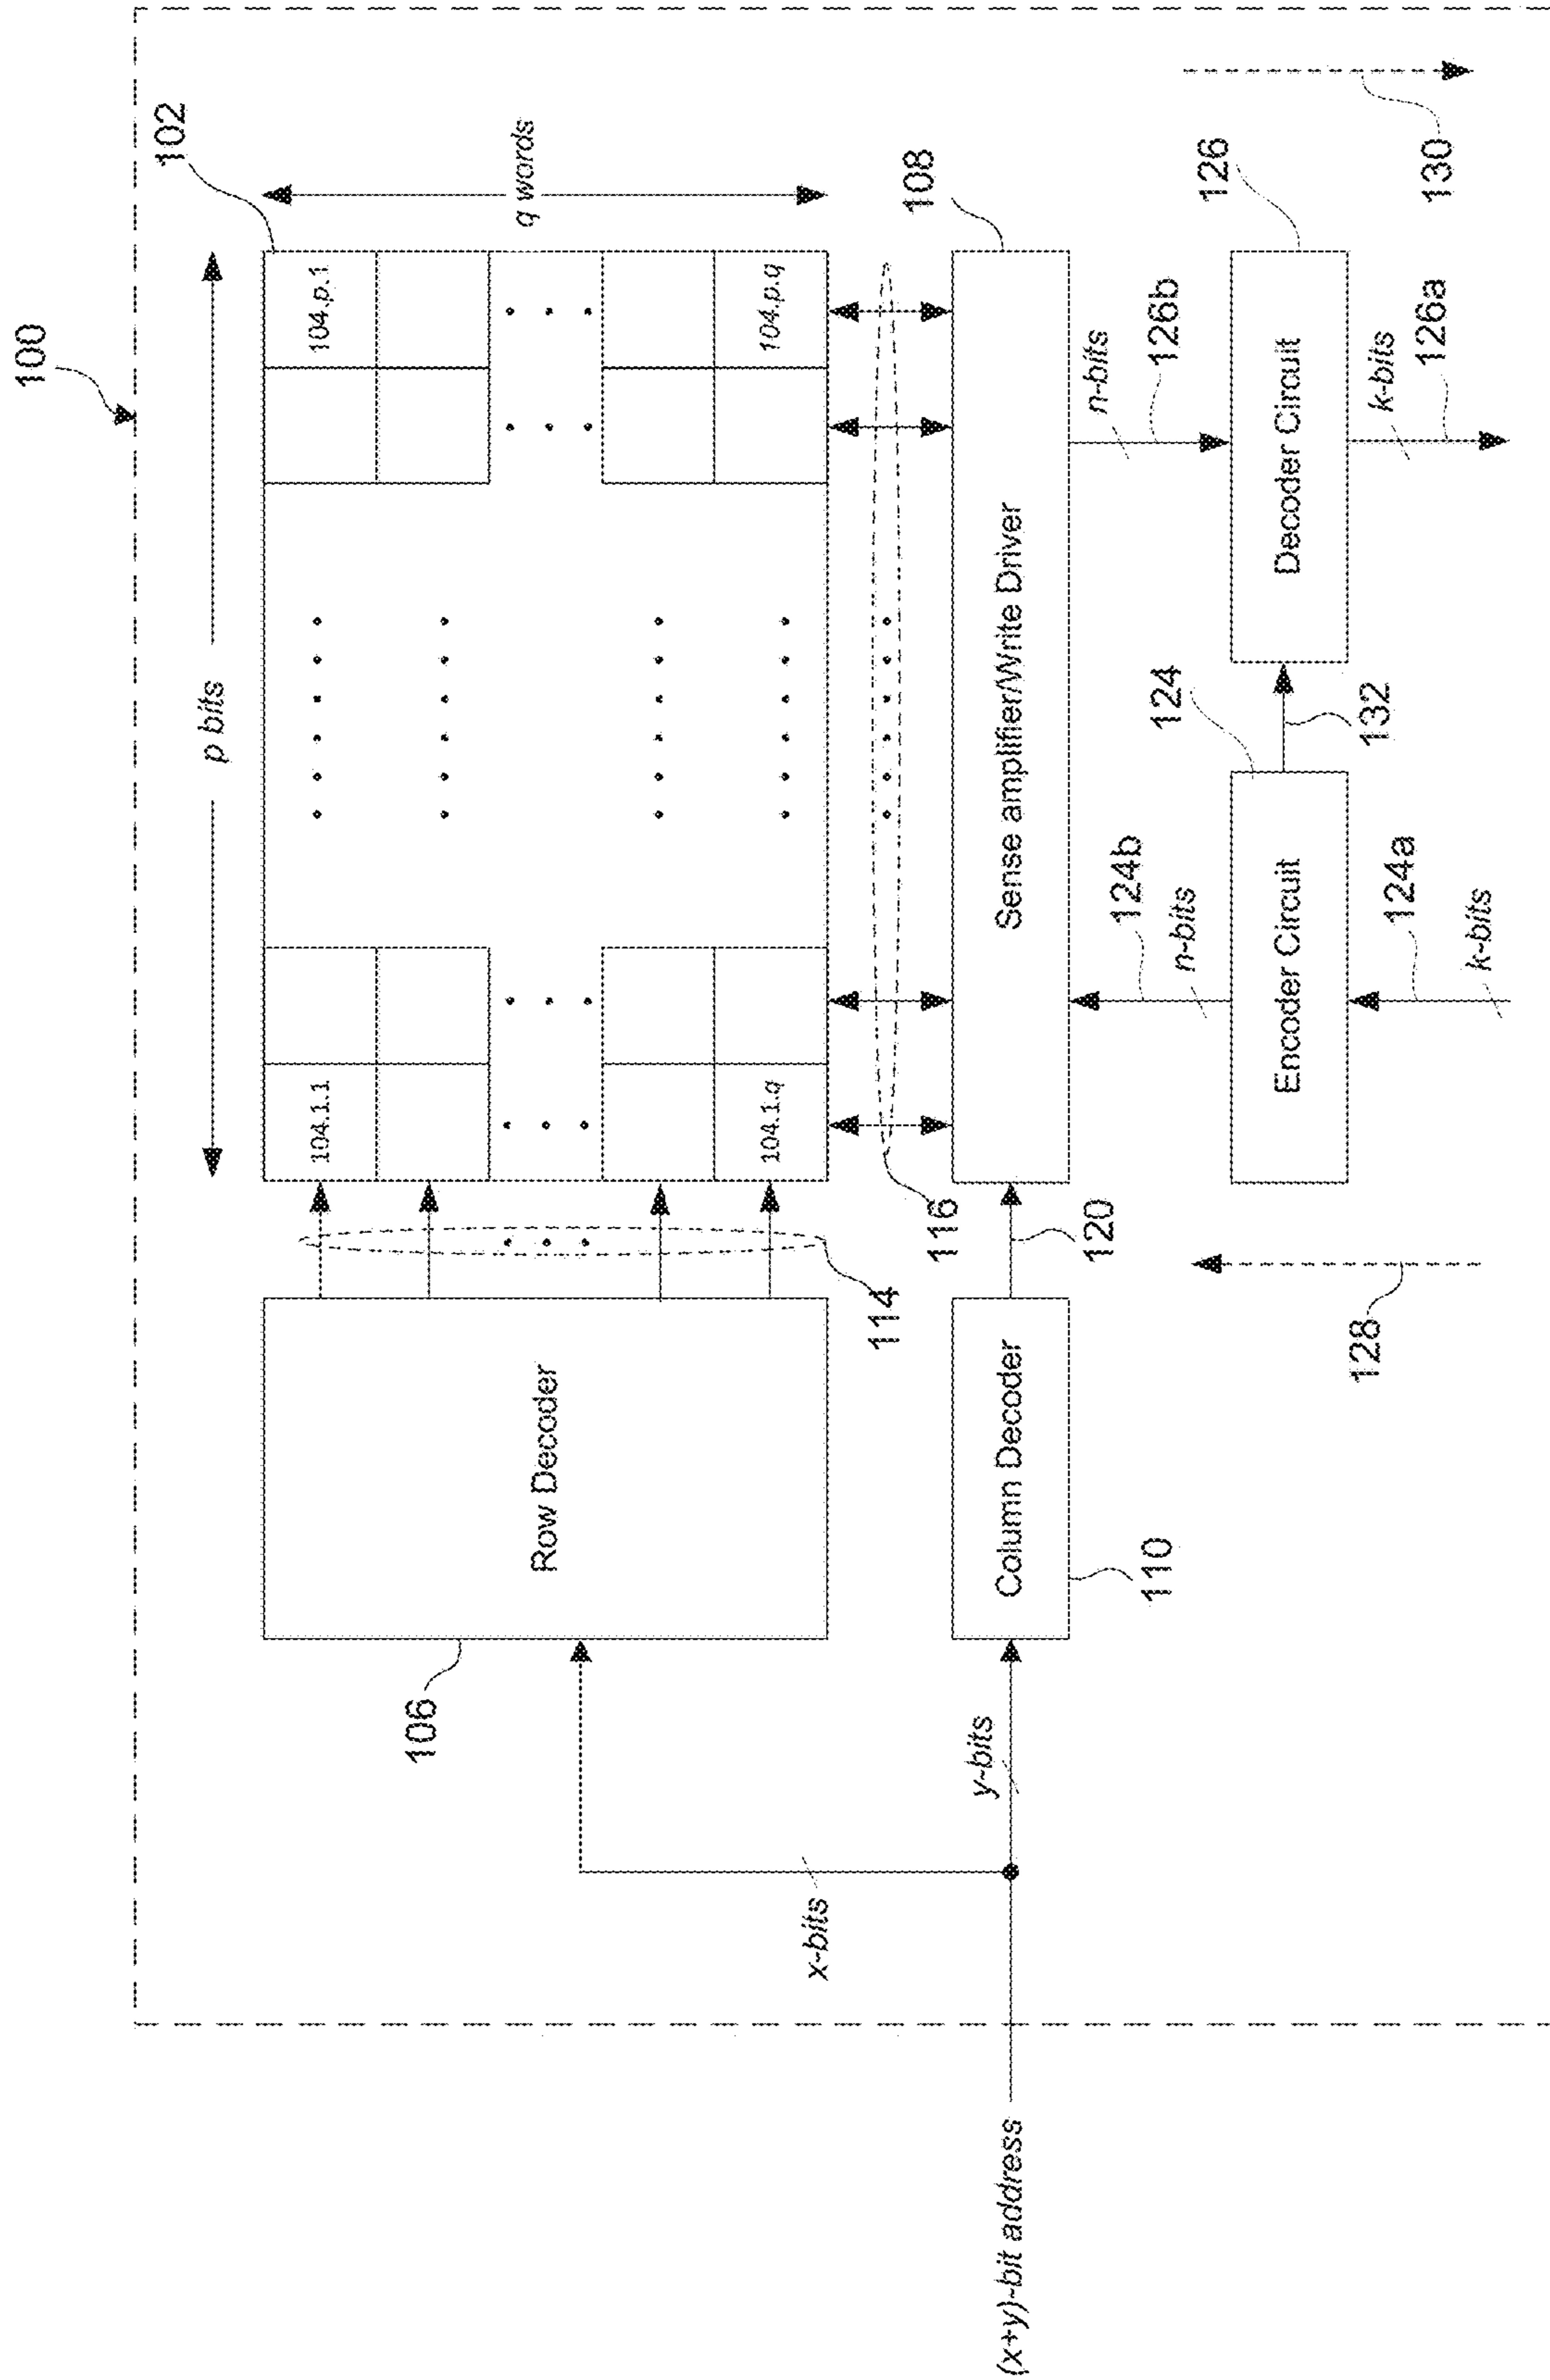 100
102
p bits
104.1.1
104.p.1
q words
104.1.q
104.p.q
Row Decoder
106
114
116
108
x-bits
(x+y)-bit address
y-bits
Column Decoder
110
120
Sense amplifier/Write Driver
124b
n-bits
n-bits
126b
124
126
Encoder Circuit
132
Decoder Circuit
128
130
124a
k-bits
k-bits
126a